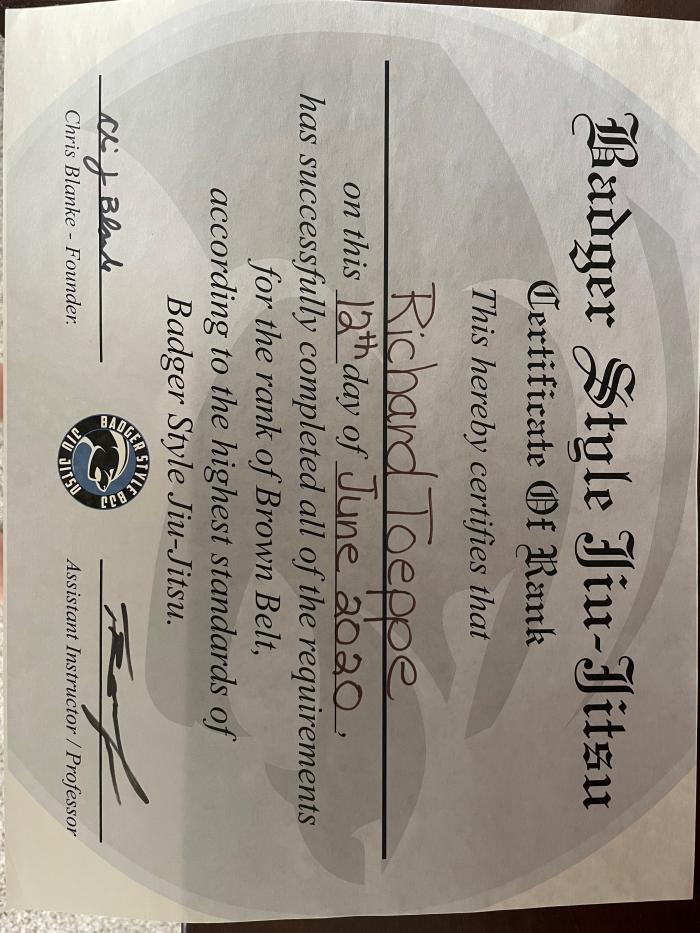 Badger Style Jiu-Jitsu
Certificate Of Rank
This hereby certifies that
Richard Toeppe
on this 12th day of June 2020,
has successfully completed all of the requirements
for the rank of Brown Belt,
according to the highest standards of
Badger Style Jiu-Jitsu.
Chris Blanke - Founder.
BADGER STYLE BJJ
ASTJJ OIC
Assistant Instructor / Professor